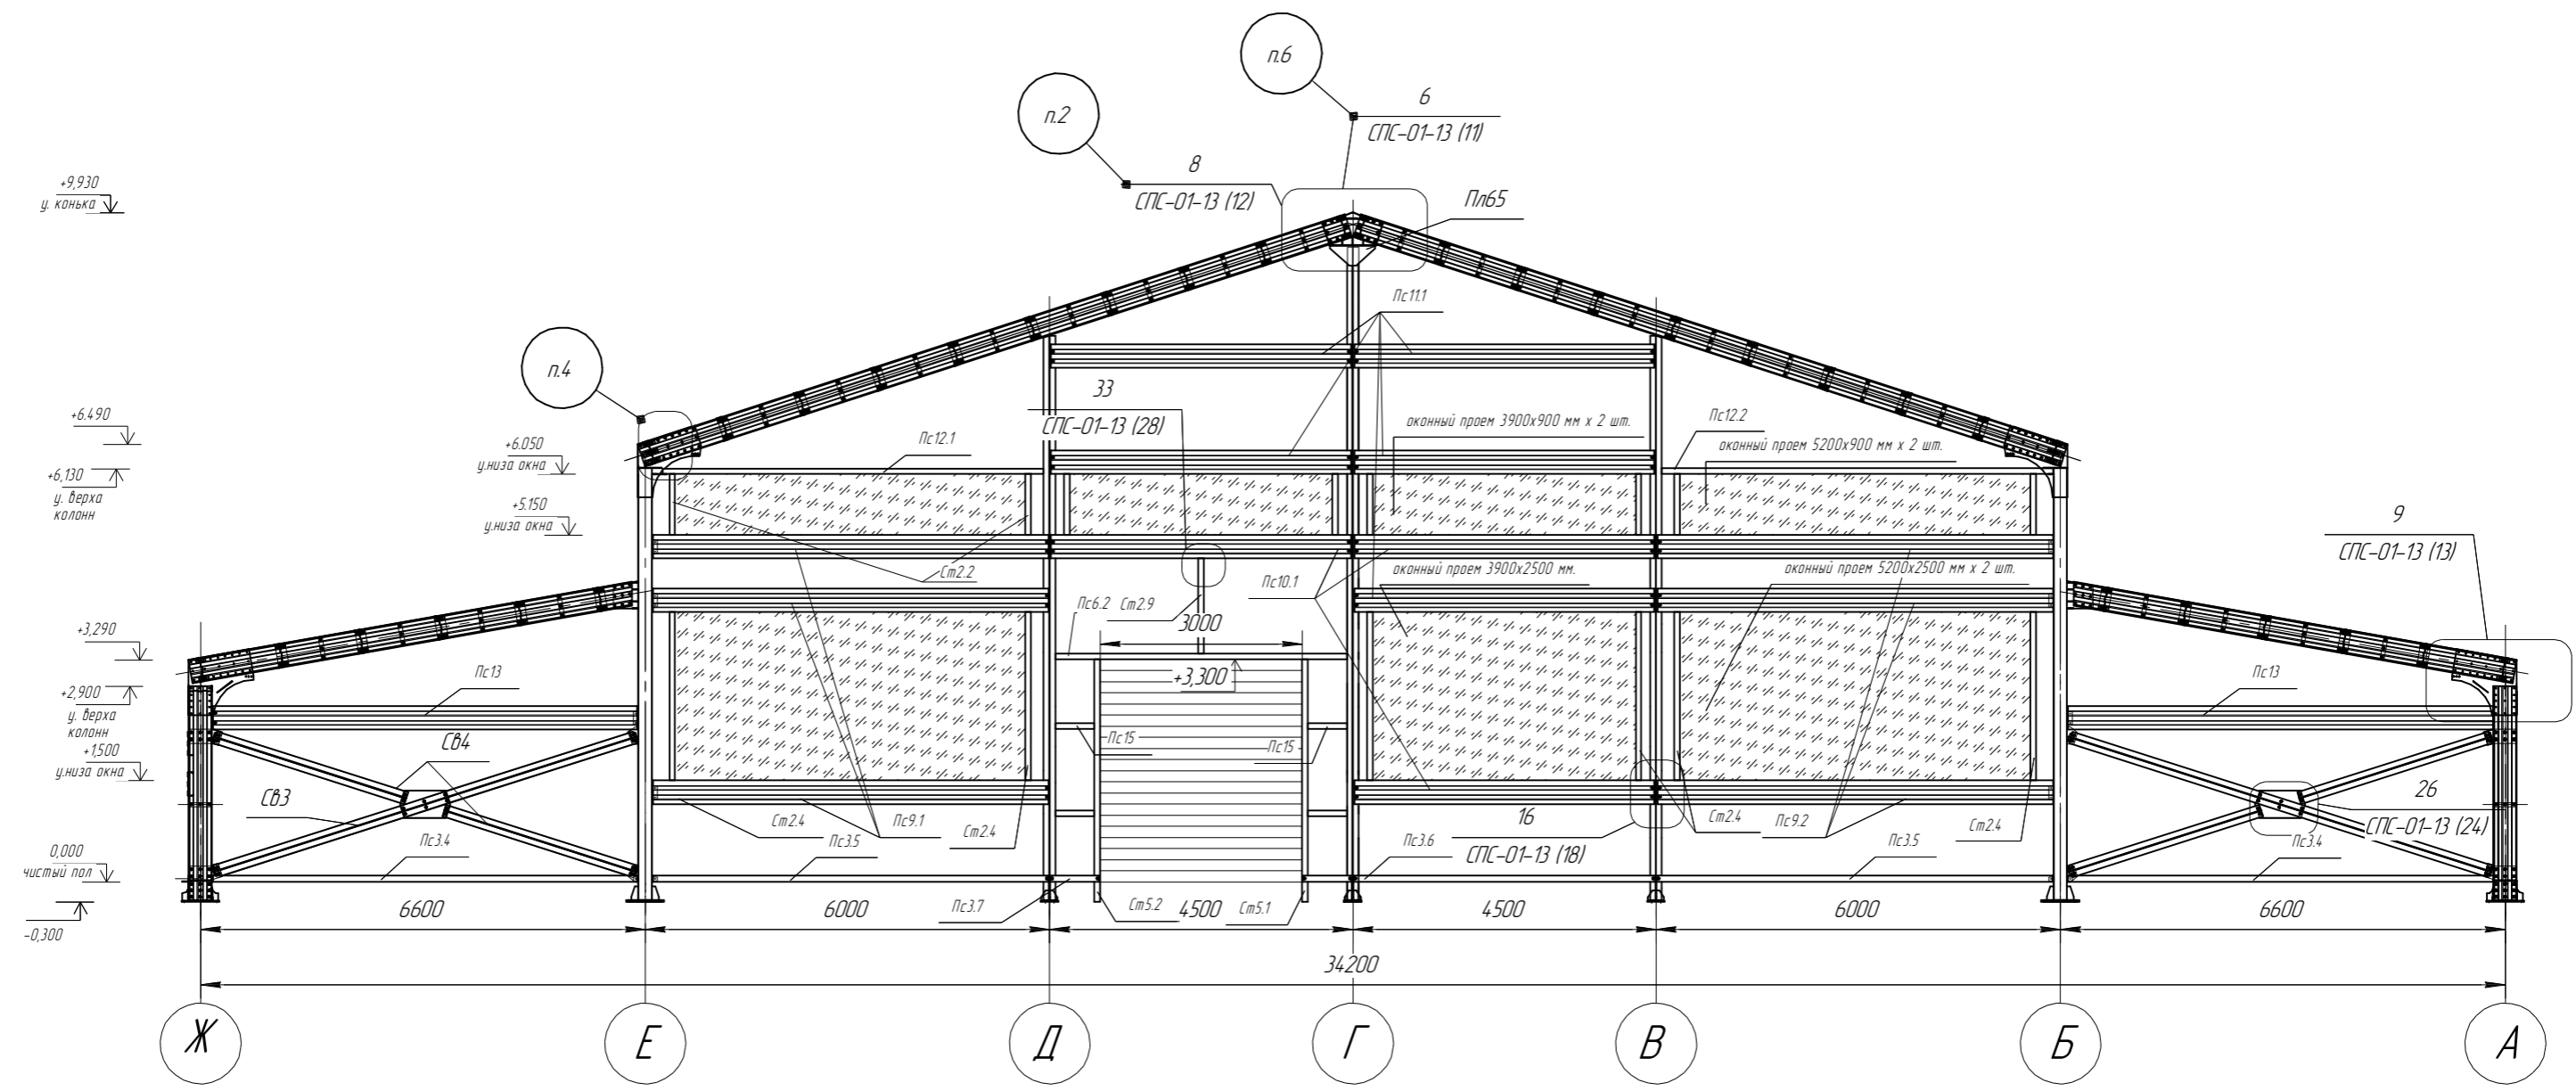 п.6
6
СПС-01-13 (11)
п.2
8
СПС-01-13 (12)
+9,930
у. конька
Пл65
Пс11.1
п.4
33
СПС-01-13 (28)
+6.490
+6.050
у.низа окна
Пс12.1
оконный проем 3900х900 мм х 2 шт.
Пс12.2
оконный проем 5200х900 мм х 2 шт.
+6,130
у. верха
колонн
+5.150
у.низа окна
9
СПС-01-13 (13)
Ст2.2
Пс10.1
оконный проем 3900х2500 мм.
оконный проем 5200х2500 мм х 2 шт.
Пс6.2
Ст2.9
3000
+3,290
+3,300
+2,900
у. верха
колонн
Пс13
Пс13
+1,500
у.низа окна
Св4
Св3
Пс15
Пс15
Ст2.4
Пс9.1
Ст2.4
16
СПС-01-13 (18)
Ст2.4
Пс9.2
Ст2.4
26
СПС-01-13 (24)
0,000
чистый пол
Пс3.4
Пс3.5
Пс3.6
Пс3.5
Пс3.4
-0,300
Пс3.7
Ст5.2
Ст5.1
6600
6000
4500
4500
6000
6600
34200
Ж
Е
Д
Г
В
Б
А